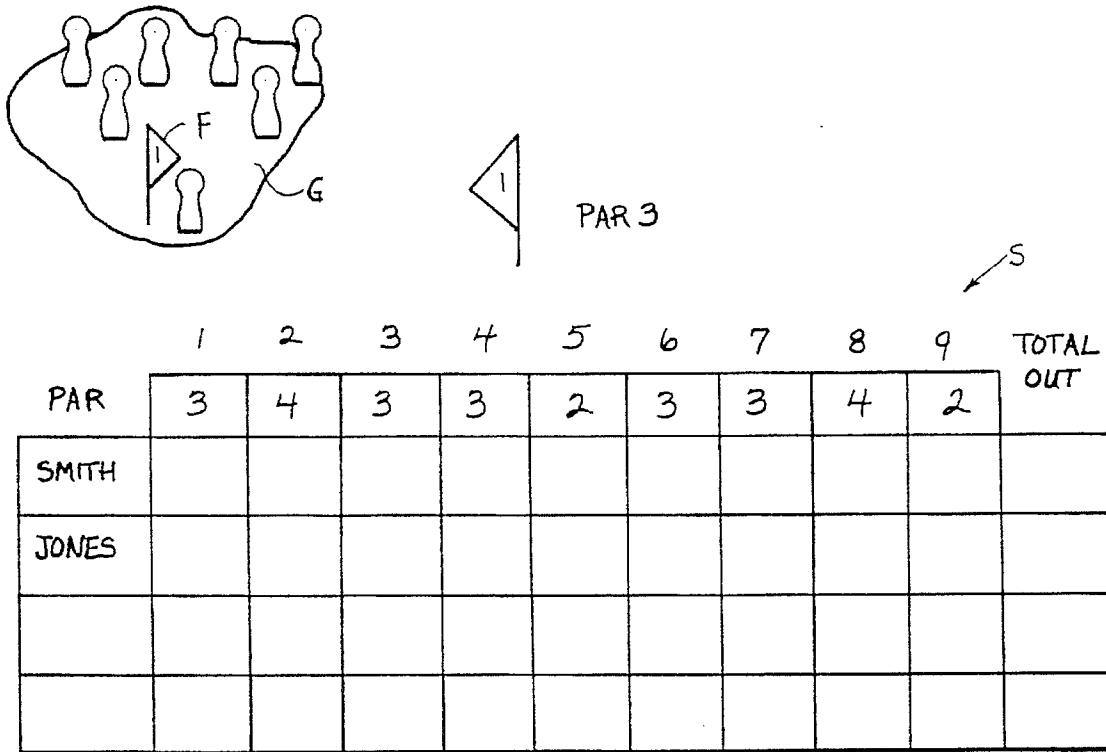 F
1
G
1
PAR 3
S
1 2 3 4 5 6 7 8 9 TOTAL OUT
PAR 3 4 3 3 2 3 3 4 2
SMITH
JONES